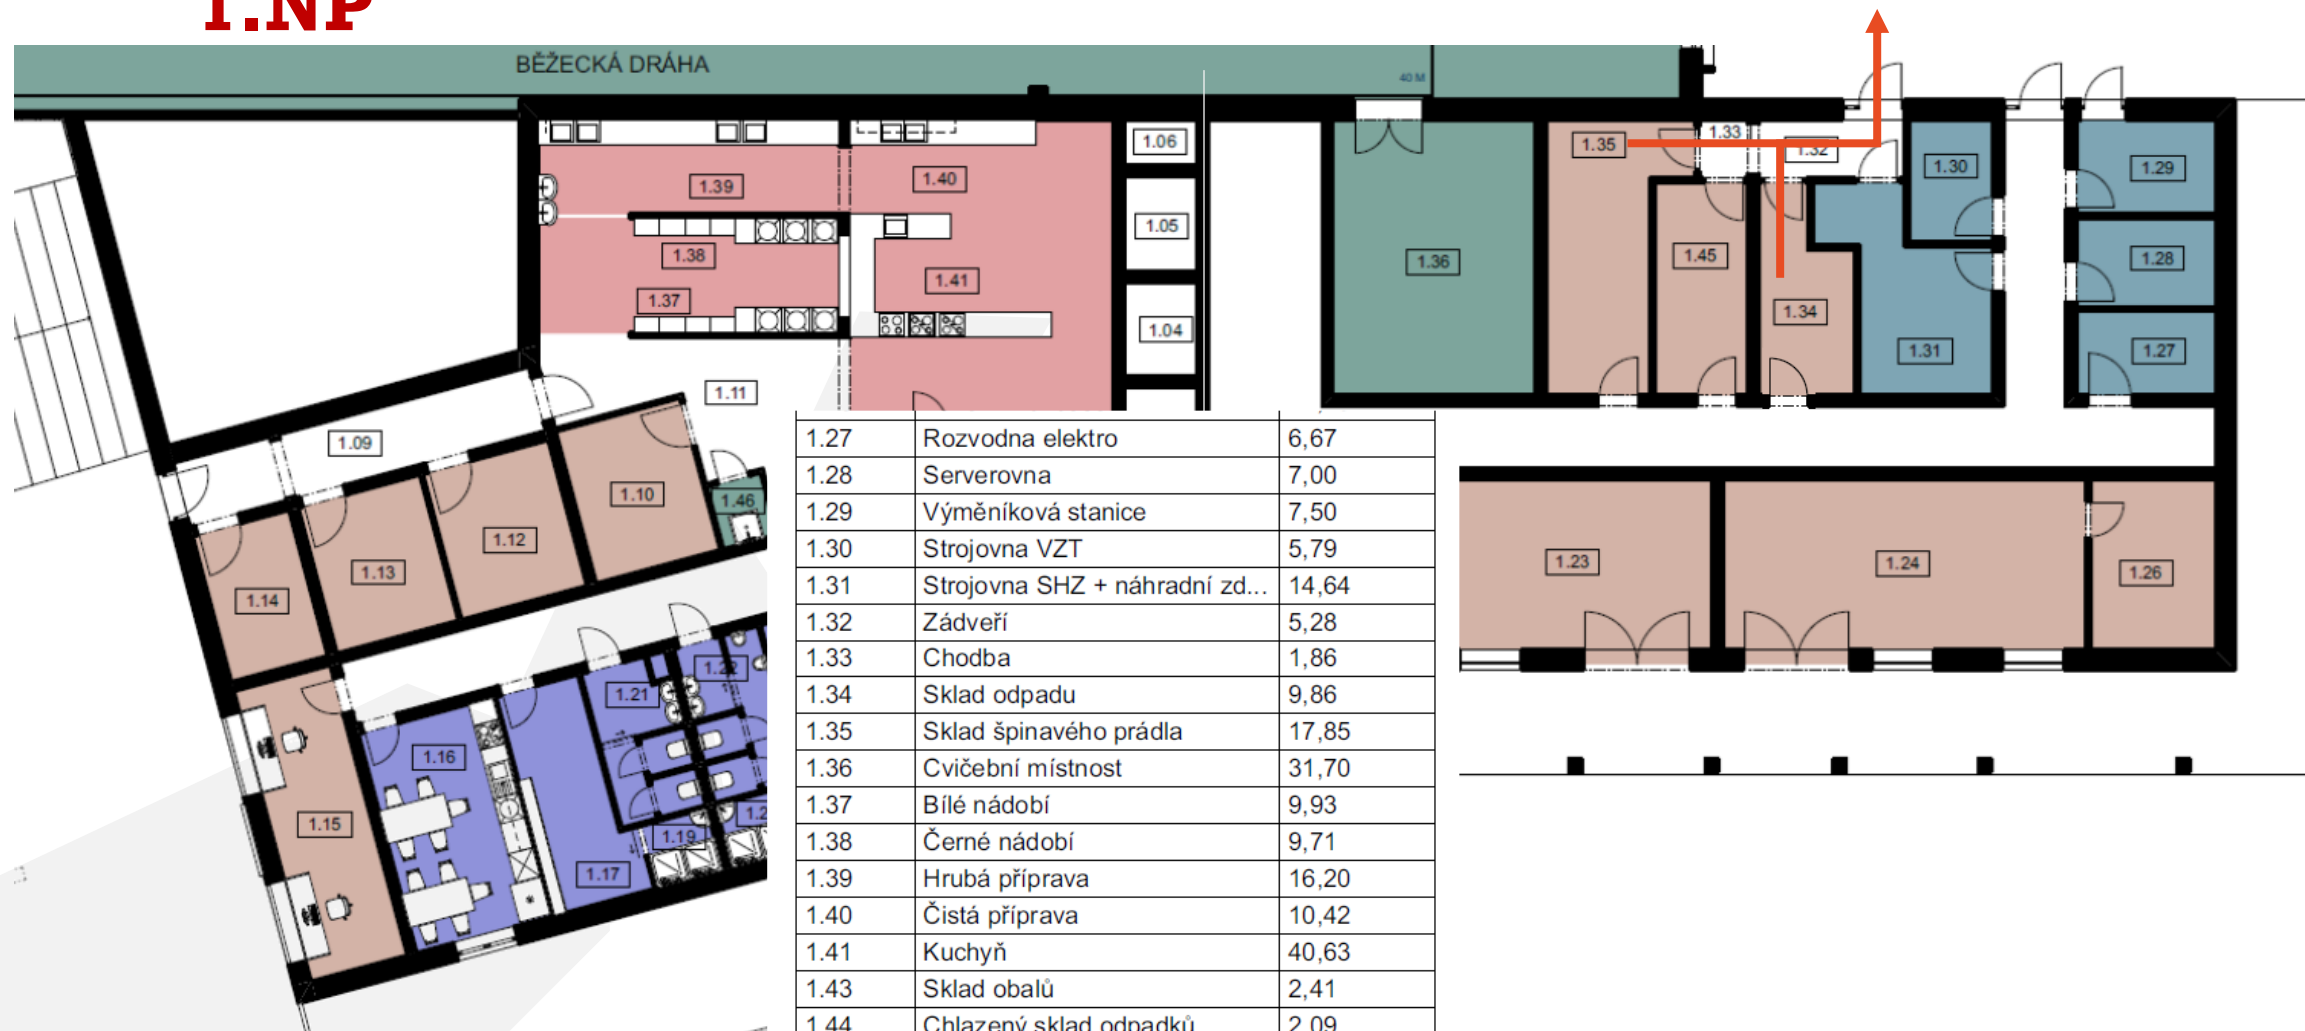 1.NP
BĚŽECKÁ DRÁHA
40 M
1.06
1.33
1.35
1.32
1.30
1.29
1.39
1.40
1.05
1.38
1.36
1.45
1.28
1.37
1.41
1.34
1.04
1.31
1.27
1.11
1.09
1.10
1.46
1.12
1.13
1.14
1.23
1.24
1.26
1.22
1.21
1.16
1.15
1.19
1.17
1.27 Rozvodna elektro 6,67
1.28 Serverovna 7,00
1.29 Výměníková stanice 7,50
1.30 Strojovna VZT 5,79
1.31 Strojovna SHZ + náhradní zd... 14,64
1.32 Zádveří 5,28
1.33 Chodba 1,86
1.34 Sklad odpadu 9,86
1.35 Sklad špinavého prádla 17,85
1.36 Cvičební místnost 31,70
1.37 Bílé nádobí 9,93
1.38 Černé nádobí 9,71
1.39 Hrubá příprava 16,20
1.40 Čistá příprava 10,42
1.41 Kuchyň 40,63
1.43 Sklad obalů 2,41
1.44 Chlazený sklad odpadků 2,09